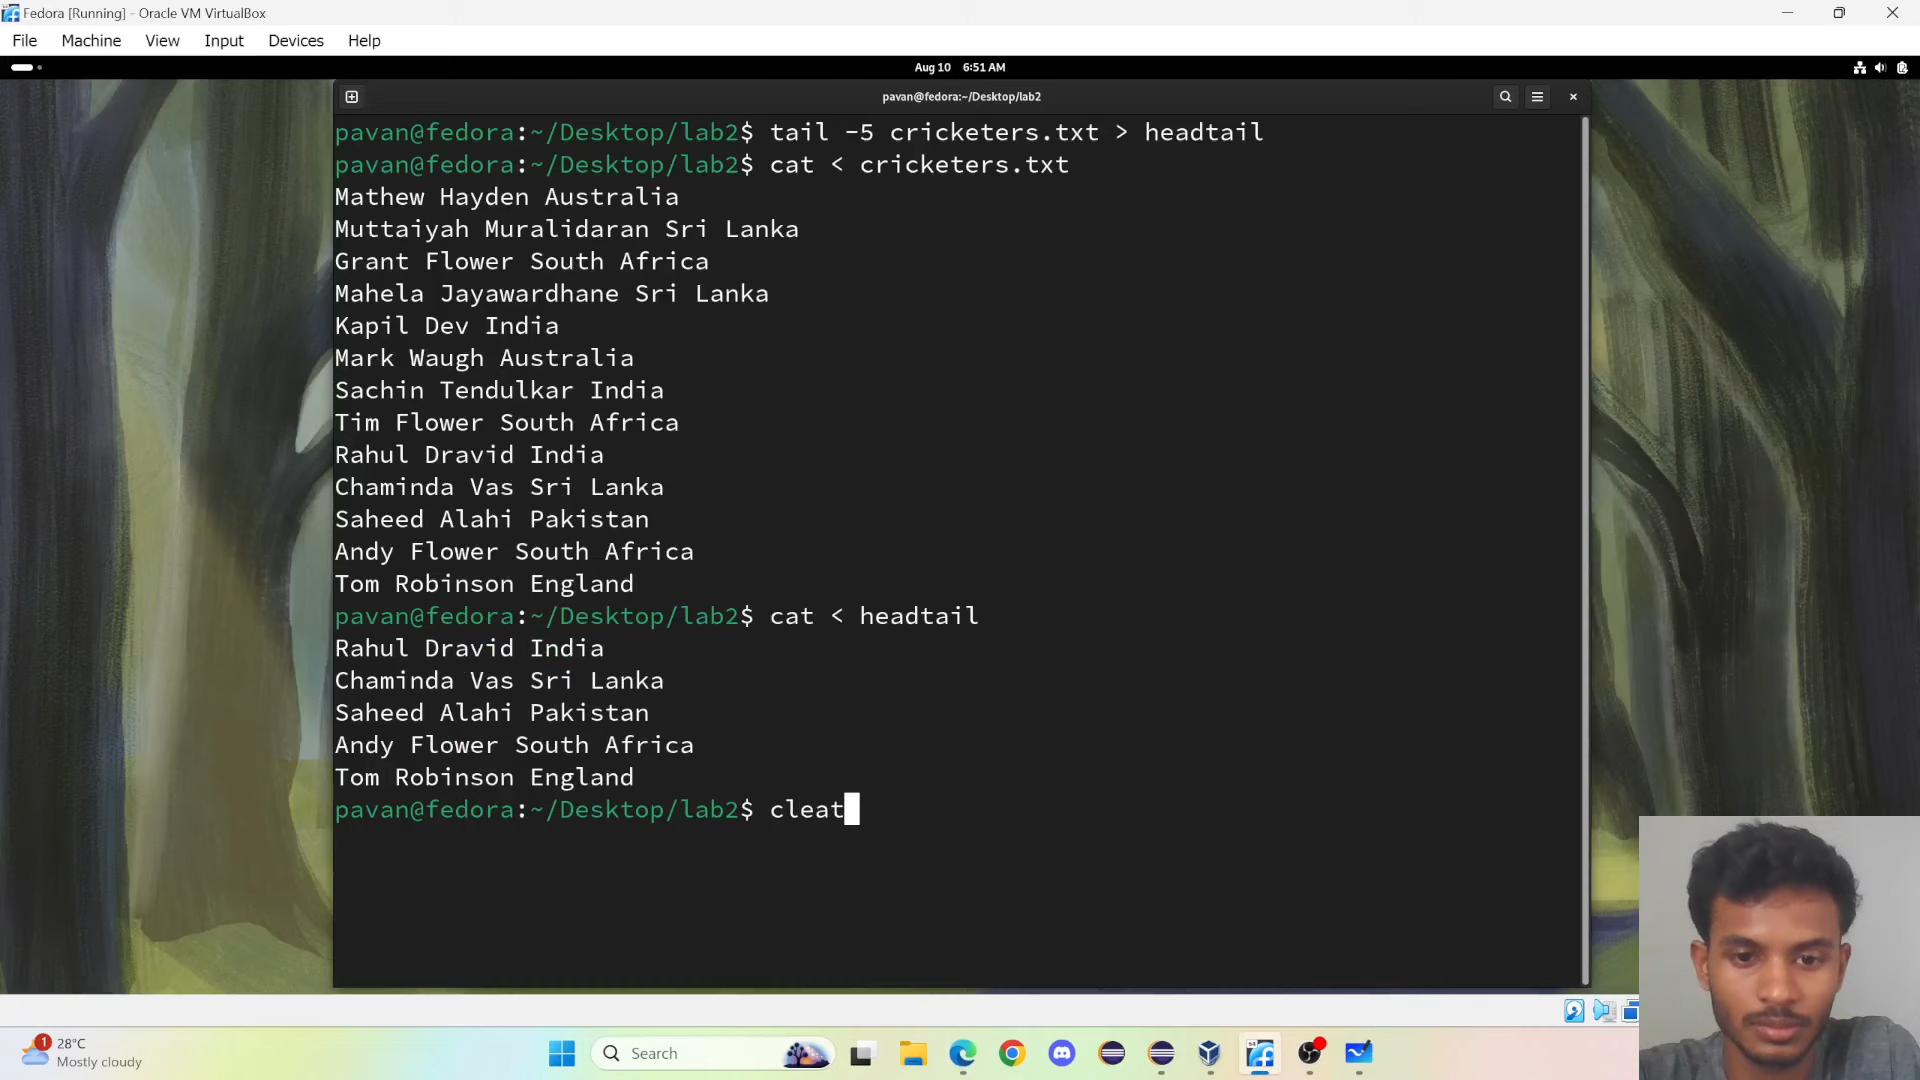 Fedora [Running] - Oracle VM VirtualBox
File Machine View Input Devices Help
Aug 10 6:51 AM
pavan@fedora:~/Desktop/lab2
pavan@fedora:~/Desktop/lab2$ tail -5 cricketers.txt > headtail
pavan@fedora:~/Desktop/lab2$ cat < cricketers.txt
Mathew Hayden Australia
Muttaiyah Muralidaran Sri Lanka
Grant Flower South Africa
Mahela Jayawardhane Sri Lanka
Kapil Dev India
Mark Waugh Australia
Sachin Tendulkar India
Tim Flower South Africa
Rahul Dravid India
Chaminda Vas Sri Lanka
Saheed Alahi Pakistan
Andy Flower South Africa
Tom Robinson England
pavan@fedora:~/Desktop/lab2$ cat < headtail
Rahul Dravid India
Chaminda Vas Sri Lanka
Saheed Alahi Pakistan
Andy Flower South Africa
Tom Robinson England
pavan@fedora:~/Desktop/lab2$ cleat
1
28°C
Mostly cloudy
Search